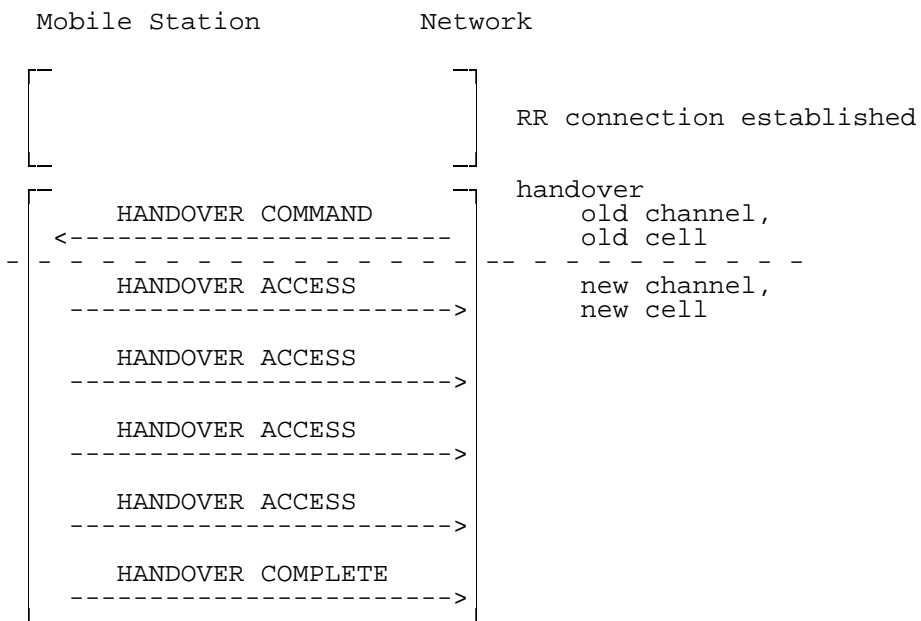 Mobile Station Network
RR connection established
handover
HANDOVER COMMAND old channel,
<------------------------ old cell
- - - - - - - - - - - - - - - -- - - - - - - - - -
HANDOVER ACCESS new channel,
------------------------> new cell
HANDOVER ACCESS
------------------------>
HANDOVER ACCESS
------------------------>
HANDOVER ACCESS
------------------------>
HANDOVER COMPLETE
------------------------>